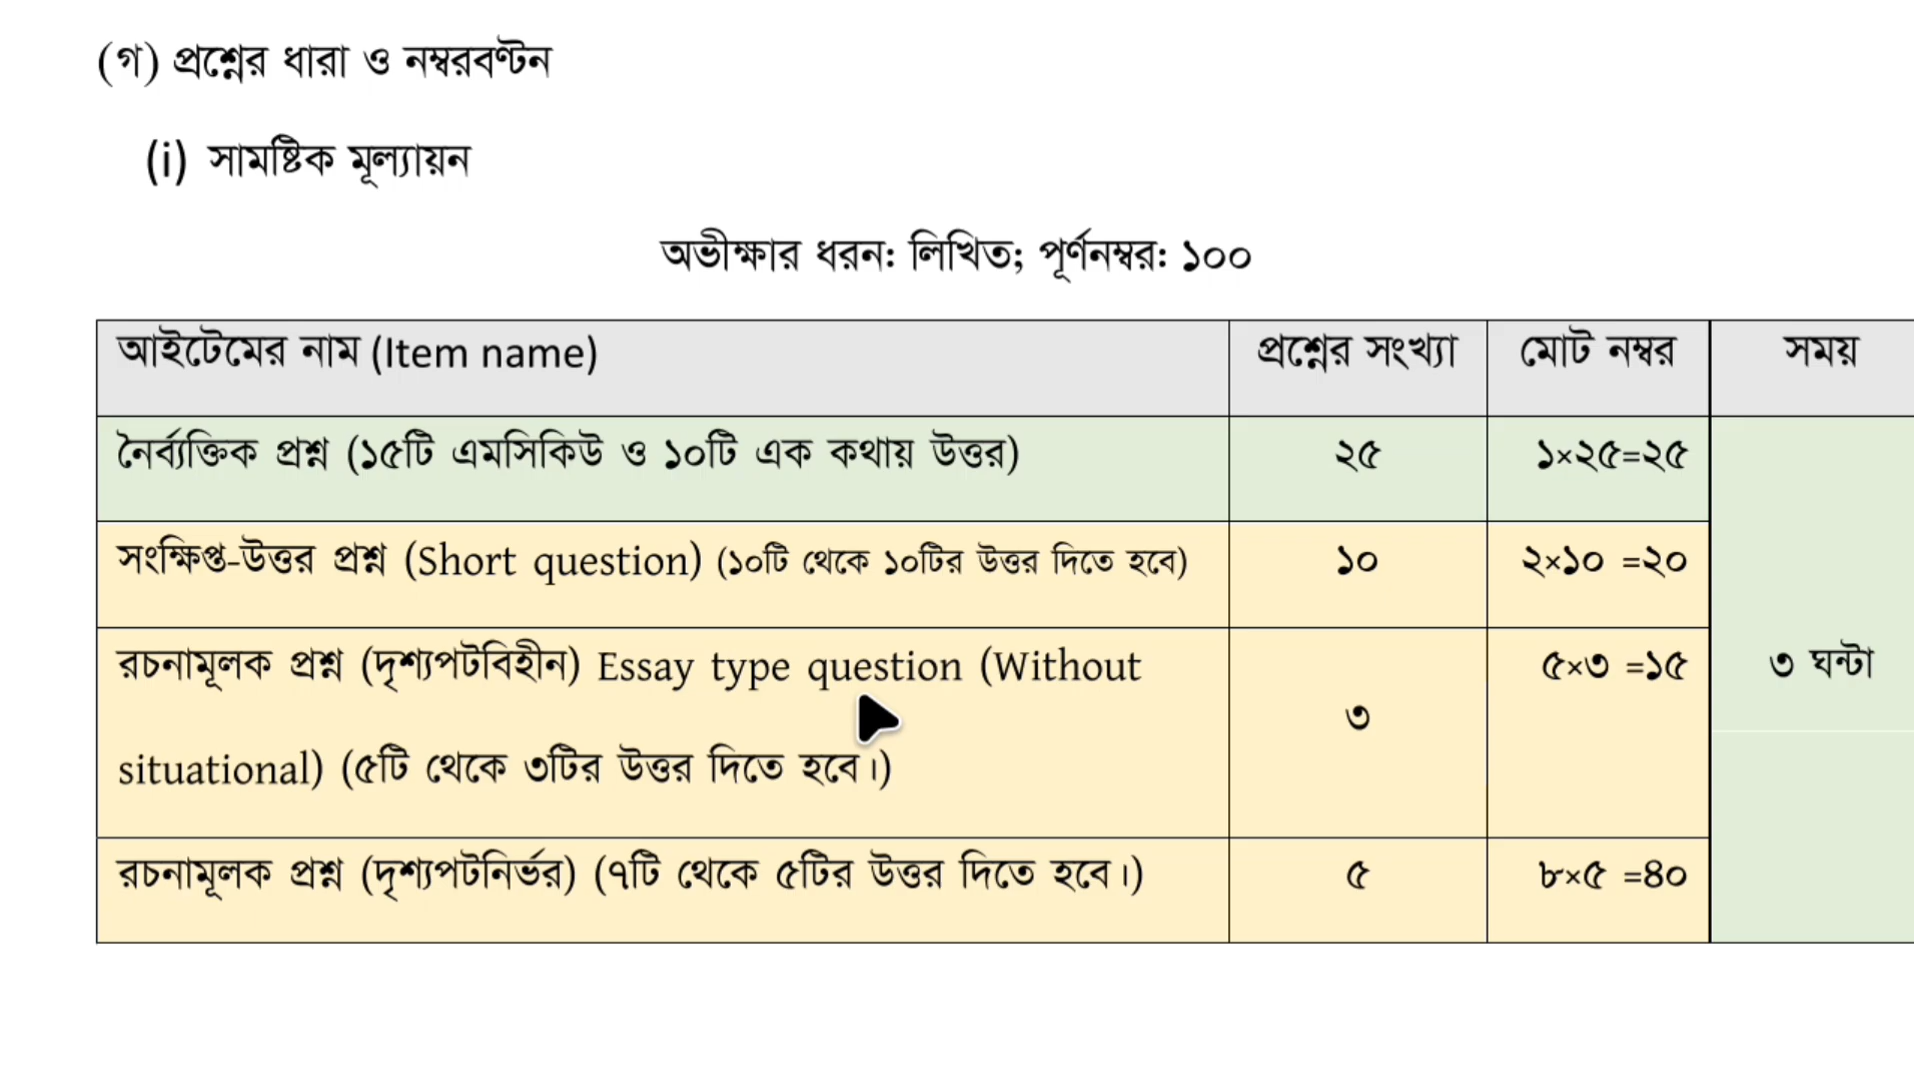 (গ) প্রশ্নের ধারা ও নম্বরবণ্টন
(i) সামষ্টিক মূল্যায়ন
অভীক্ষার ধরন: লিখিত; পূর্ণনম্বর: ১০০
আইটেমের নাম (Item name) প্রশ্নের সংখ্যা মোট নম্বর সময়
নৈর্ব্যক্তিক প্রশ্ন (১৫টি এমসিকিউ ও ১০টি এক কথায় উত্তর) ২৫ ১×২৫=২৫
সংক্ষিপ্ত-উত্তর প্রশ্ন (Short question) (১০টি থেকে ১০টির উত্তর দিতে হবে) ১০ ২×১০ =২০
রচনামূলক প্রশ্ন (দৃশ্যপটবিহীন) Essay type question (Without
situational) (৫টি থেকে ৩টির উত্তর দিতে হবে।) ৩ ৫×৩ =১৫ ৩ ঘন্টা
রচনামূলক প্রশ্ন (দৃশ্যপটনির্ভর) (৭টি থেকে ৫টির উত্তর দিতে হবে।) ৫ ৮×৫ =৪০